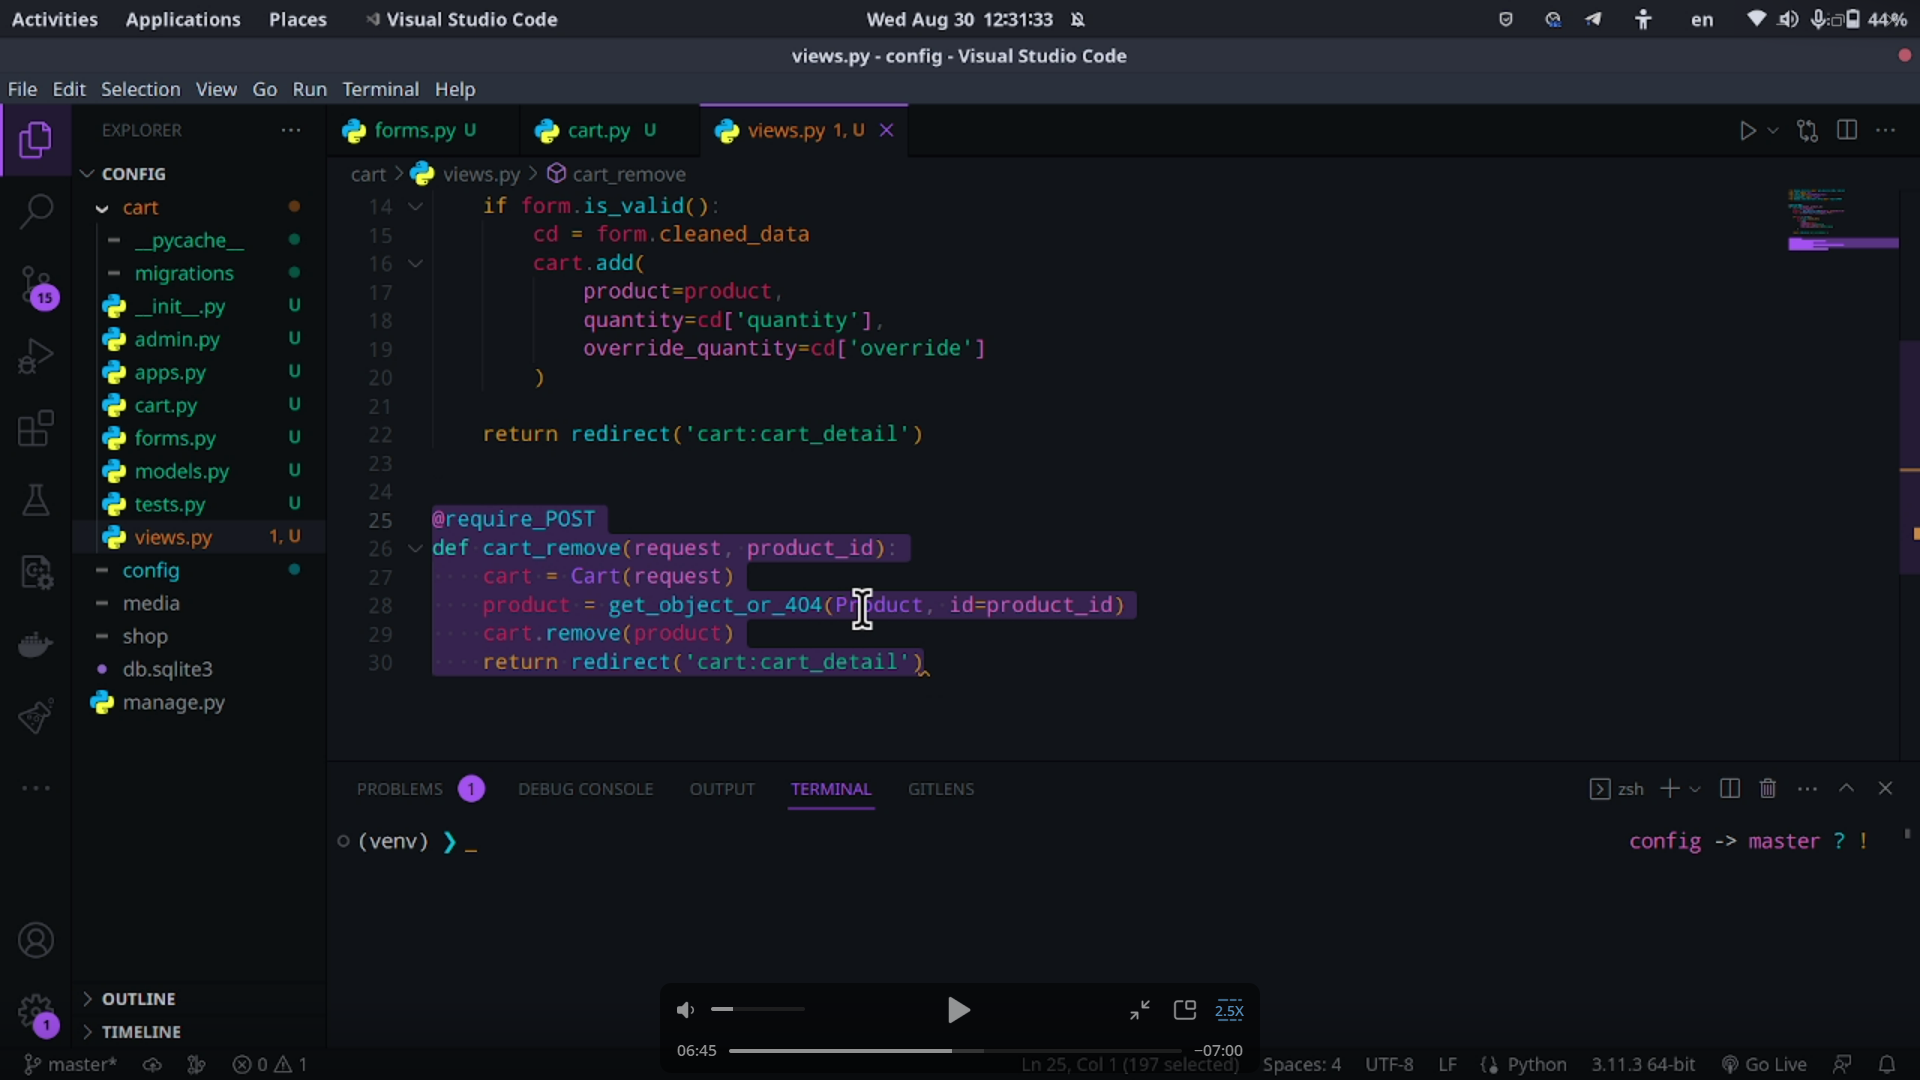 Activities Applications Places Visual Studio Code Wed Aug 30 12:31:33 en 44%
views.py - config - Visual Studio Code
File Edit Selection View Go Run Terminal Help
EXPLORER
CONFIG
cart
__pycache__
migrations
__init__.py U
admin.py U
apps.py U
cart.py U
forms.py U
models.py U
tests.py U
views.py 1, U
config
media
shop
db.sqlite3
manage.py
OUTLINE
TIMELINE
15
1
forms.py U cart.py U views.py 1, U
cart > views.py > cart_remove
14 if form.is_valid():
15 cd = form.cleaned_data
16 cart.add(
17 product=product,
18 quantity=cd['quantity'],
19 override_quantity=cd['override']
20 )
21
22 return redirect('cart:cart_detail')
23
24
25 @require_POST
26 def cart_remove(request, product_id):
27 cart = Cart(request)
28 product = get_object_or_404(Product, id=product_id)
29 cart.remove(product)
30 return redirect('cart:cart_detail')
PROBLEMS 1 DEBUG CONSOLE OUTPUT TERMINAL GITLENS zsh
(venv) ❯ _ config -> master ? !
2.5X
06:45 −07:00
master* 0 1 Ln 25, Col 1 (197 selected) Spaces: 4 UTF-8 LF Python 3.11.3 64-bit Go Live